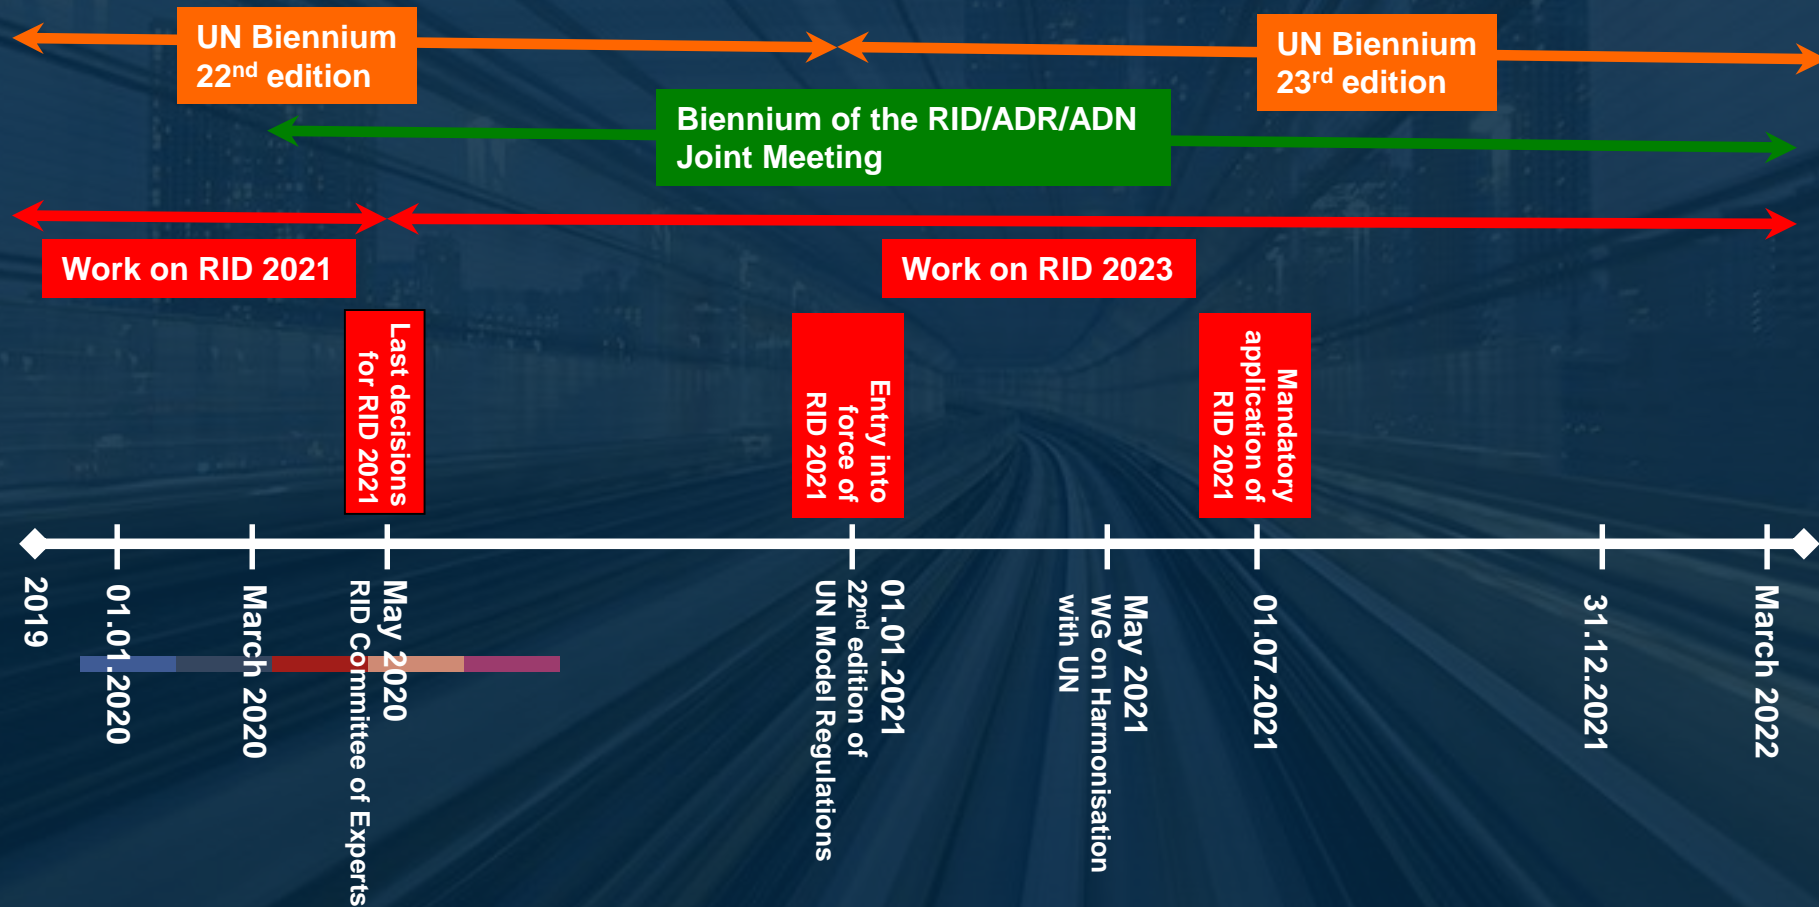 UN Biennium
22nd edition
UN Biennium
23rd edition
Biennium of the RID/ADR/ADN
Joint Meeting
Work on RID 2021
Work on RID 2023
Last decisions
for RID 2021
Entry into
force of
RID 2021
Mandatory
application of
RID 2021
2019
01.01.2020
March 2020
May 2020
RID Committee of Experts
01.01.2021
22nd edition of
UN Model Regulations
May 2021
WG on Harmonisation
with UN
01.07.2021
31.12.2021
March 2022